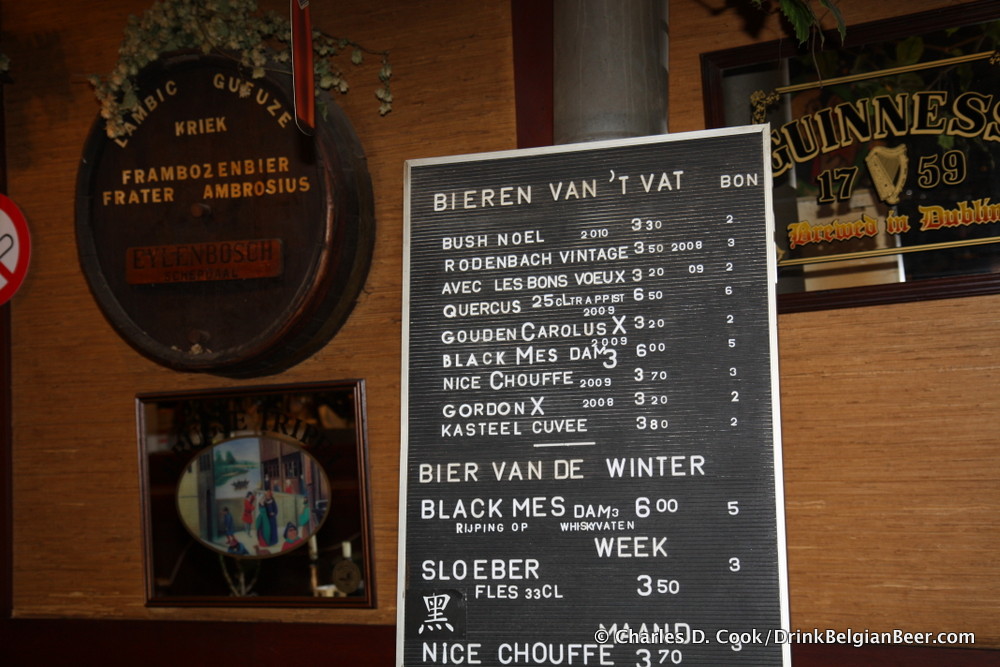 LAMBIC GUEUZE
KRIEK
FRAMBOZENBIER
FRATER AMBROSIUS
EYLENBOSCH
SCHEPDAAL
BIEREN VAN 'T VAT BON
BUSH NOEL 2010 3 30 2
RODENBACH VINTAGE 3 50 2008 3
AVEC LES BONS VOEUX 3 20 09 2
QUERCUS 25CL TRAPPIST 6 50 6
2009
GOUDEN CAROLUS X 3 20 2
2009
BLACK MES DAM 3 6 00 5
NICE CHOUFFE 2009 3 70 3
GORDON X 2008 3 20 2
KASTEEL CUVEE 3 80 2
BIER VAN DE WINTER
BLACK MES DAM3 6 00 5
RIJPING OP WHISKYVATEN
WEEK
SLOEBER 3
FLES 33CL 3 50
黑
MAAND
NICE CHOUFFE 3 70 3
GUINNESS
17 59
Brewed in Dublin
© Charles D. Cook/DrinkBelgianBeer.com